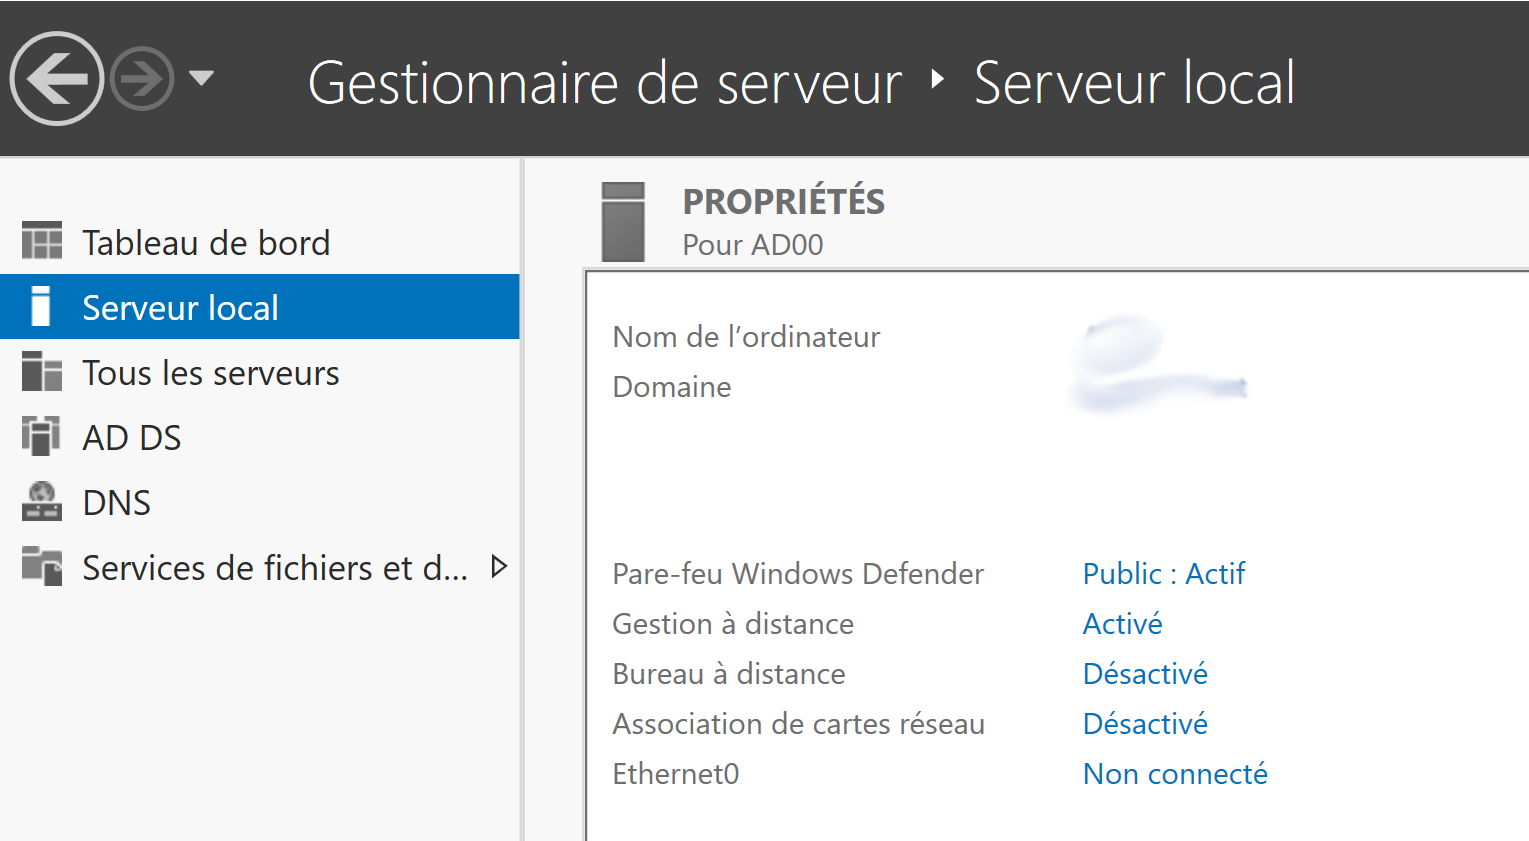 Gestionnaire de serveur ‣ Serveur local
Tableau de bord
Serveur local
Tous les serveurs
AD DS
DNS
Services de fichiers et d...
PROPRIÉTÉS
Pour AD00
Nom de l’ordinateur
Domaine
Pare-feu Windows Defender Public : Actif
Gestion à distance Activé
Bureau à distance Désactivé
Association de cartes réseau Désactivé
Ethernet0 Non connecté